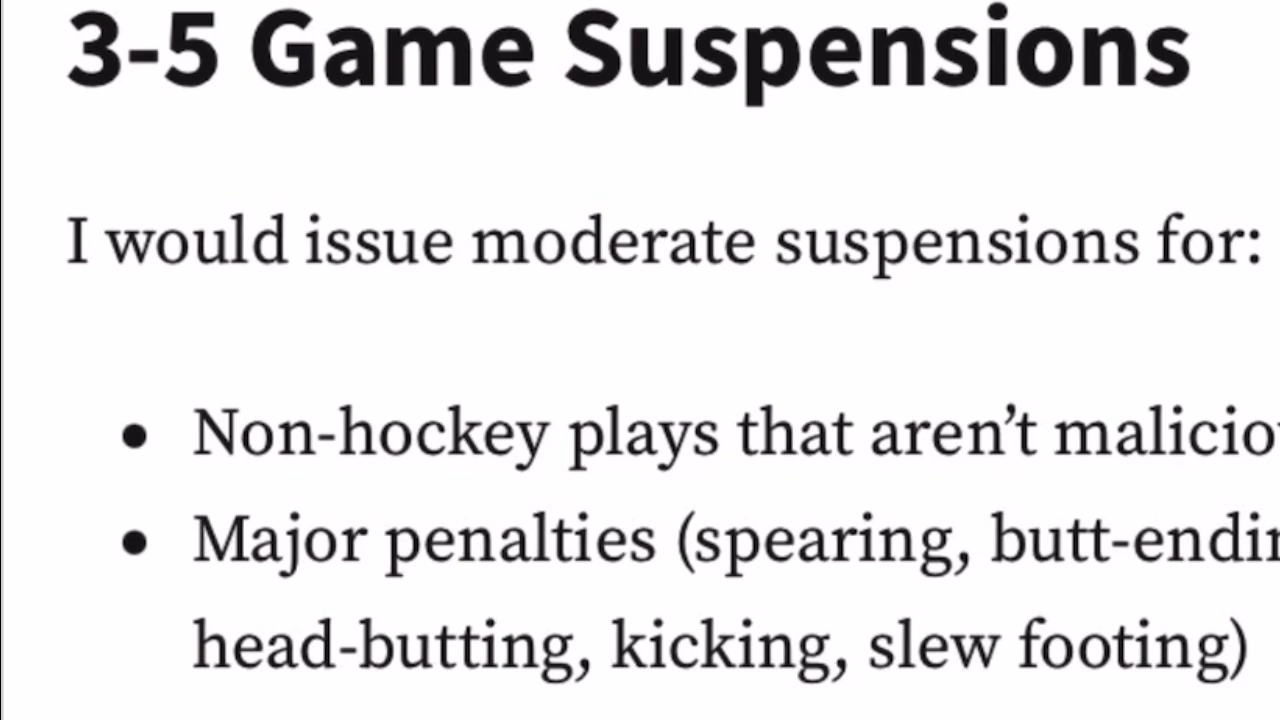 3-5 Game Suspensions
I would issue moderate suspensions for:
• Non-hockey plays that aren’t
• Major penalties (spearing,
head-butting, kicking, slew footing)